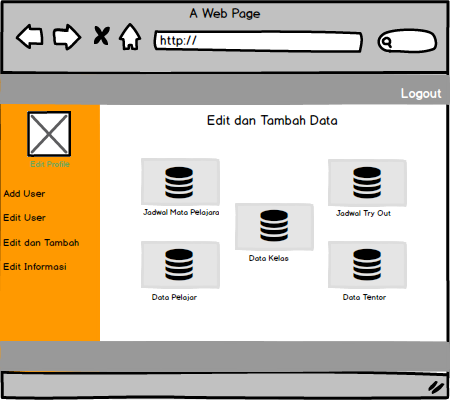 A Web Page
http://
Logout
Edit Profile
Edit dan Tambah Data
Add User
Edit User
Edit dan Tambah
Edit Informasi
Jadwal Mata Pelajara
Jadwal Try Out
Data Kelas
Data Pelajar
Data Tentor